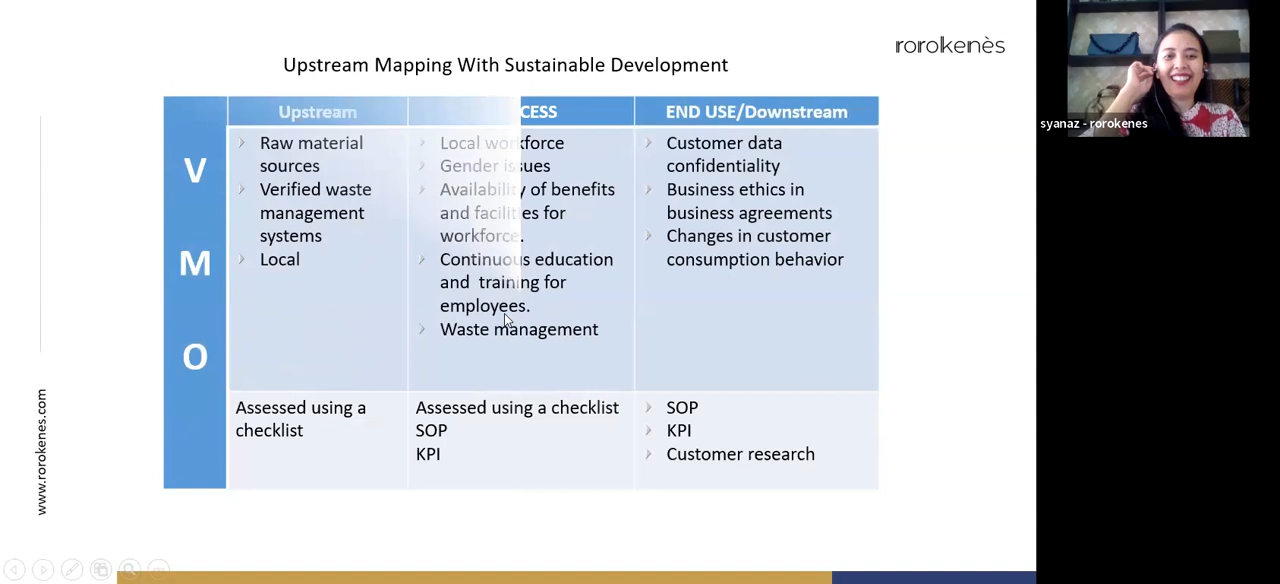 rorokenès
Upstream Mapping With Sustainable Development
syanaz - rorokenes
V
M
O
Upstream
CESS
END USE/Downstream
Raw material
sources
Verified waste
management
systems
Local
Local workforce
Gender issues
Availability of benefits
and facilities for
workforce.
Continuous education
and training for
employees.
Waste management
Customer data
confidentiality
Business ethics in
business agreements
Changes in customer
consumption behavior
Assessed using a
checklist
Assessed using a checklist
SOP
KPI
SOP
KPI
Customer research
www.rorokenes.com